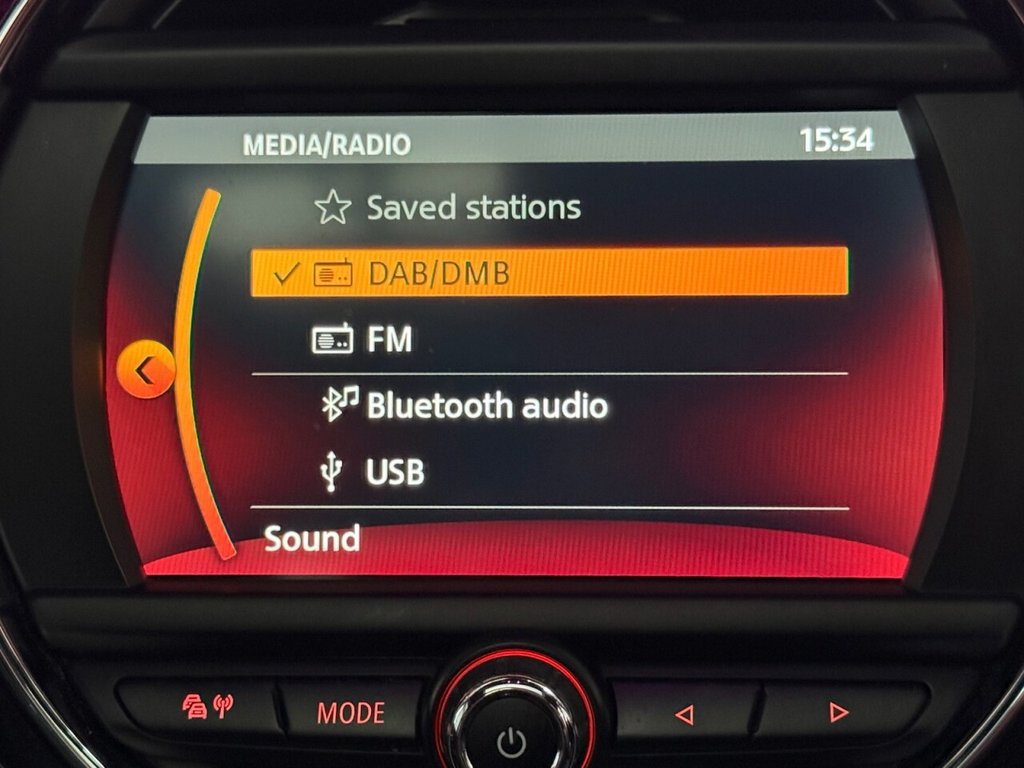 MEDIA/RADIO 15:34
Saved stations
DAB/DMB
FM
Bluetooth audio
USB
Sound
MODE